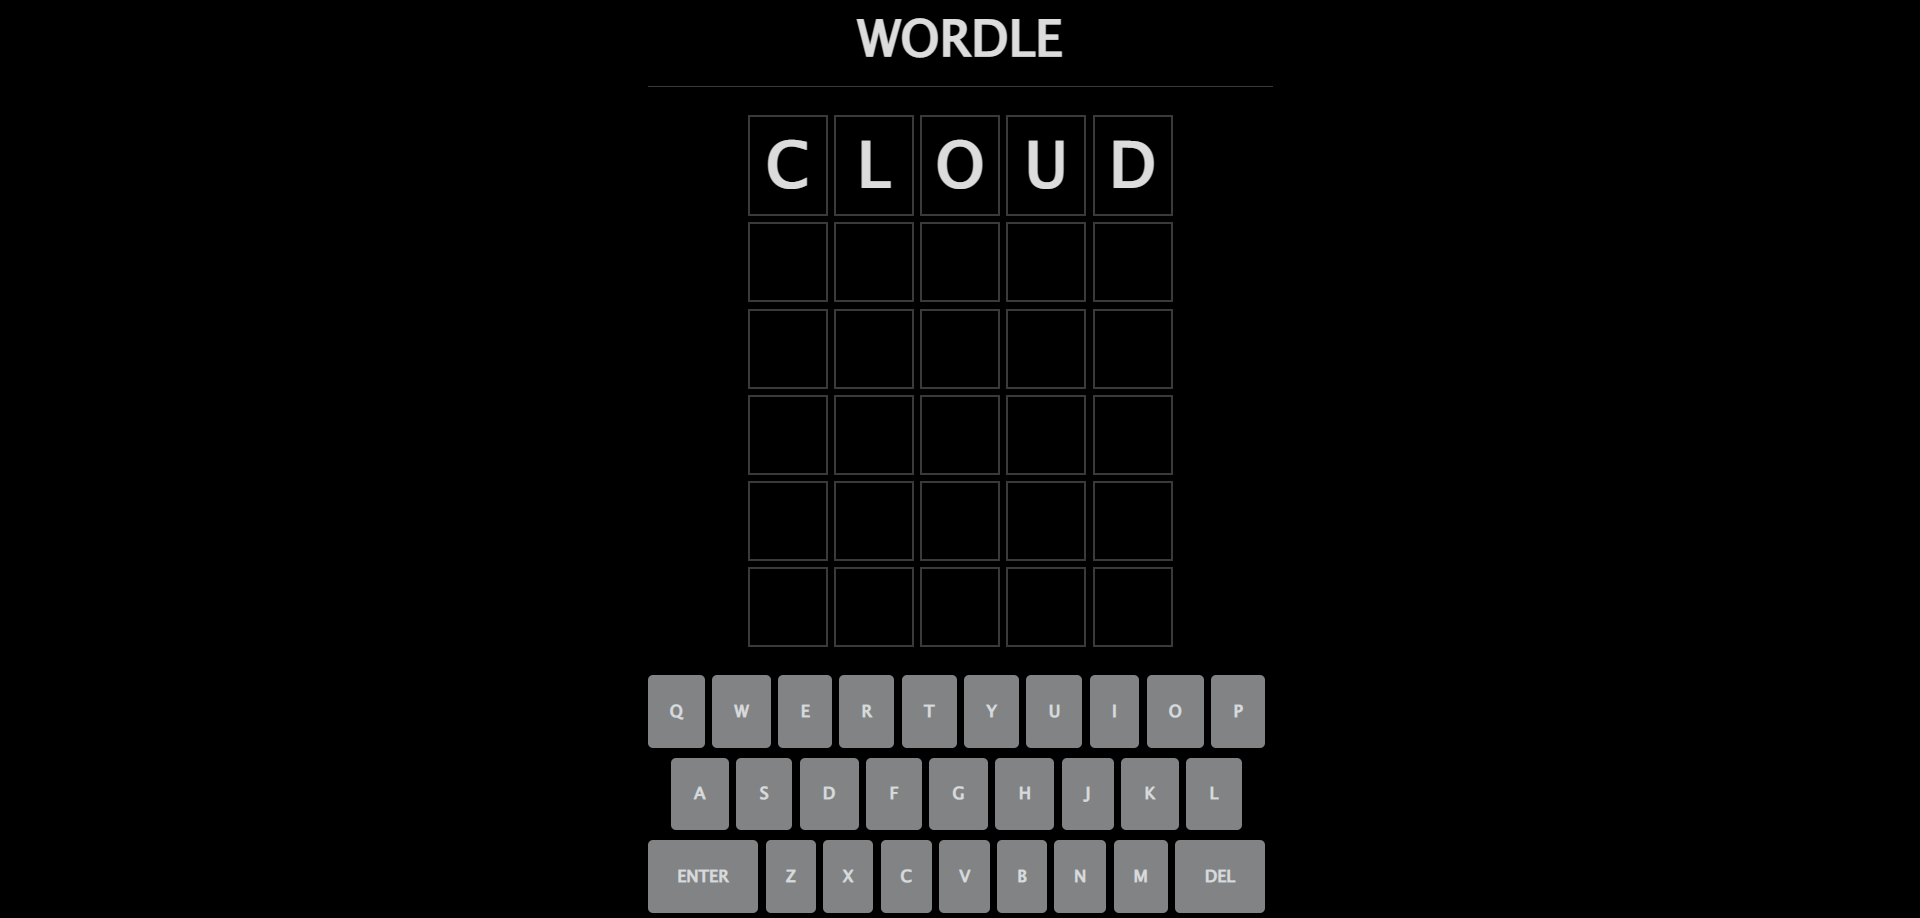 WORDLE
C L O U D
Q W E R T Y U I O P
A S D F G H J K L
ENTER Z X C V B N M DEL